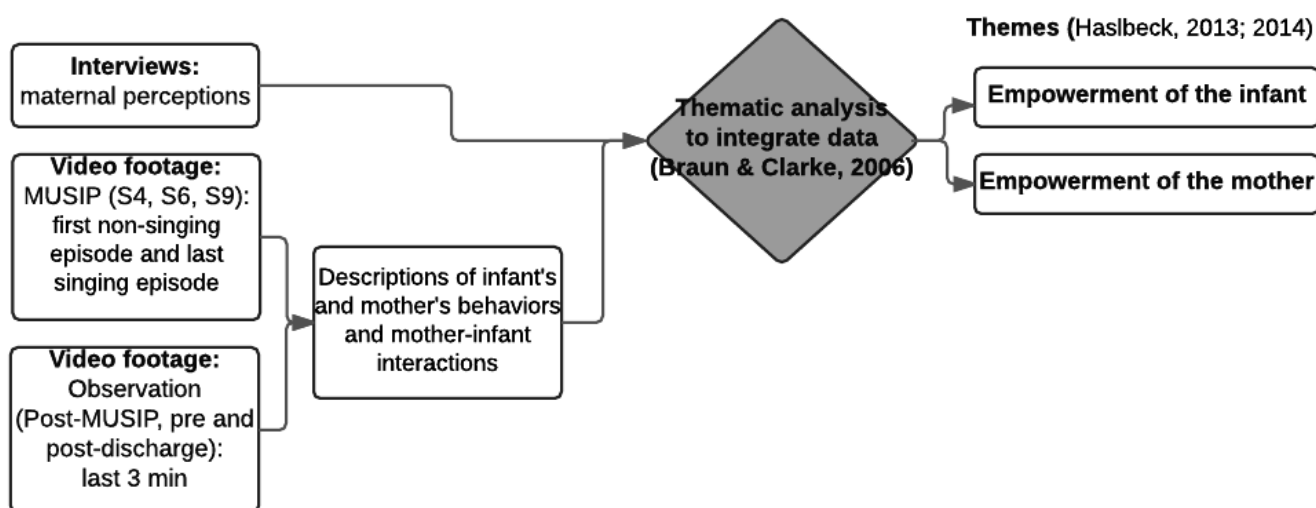 Interviews:
maternal perceptions
Video footage:
MUSIP (S4, S6, S9):
first non-singing
episode and last
singing episode
Video footage:
Observation
(Post-MUSIP, pre and
post-discharge):
last 3 min
Descriptions of infant's
and mother's behaviors
and mother-infant
interactions
Thematic analysis
to integrate data
(Braun & Clarke, 2006)
Themes (Haslbeck, 2013; 2014)
Empowerment of the infant
Empowerment of the mother